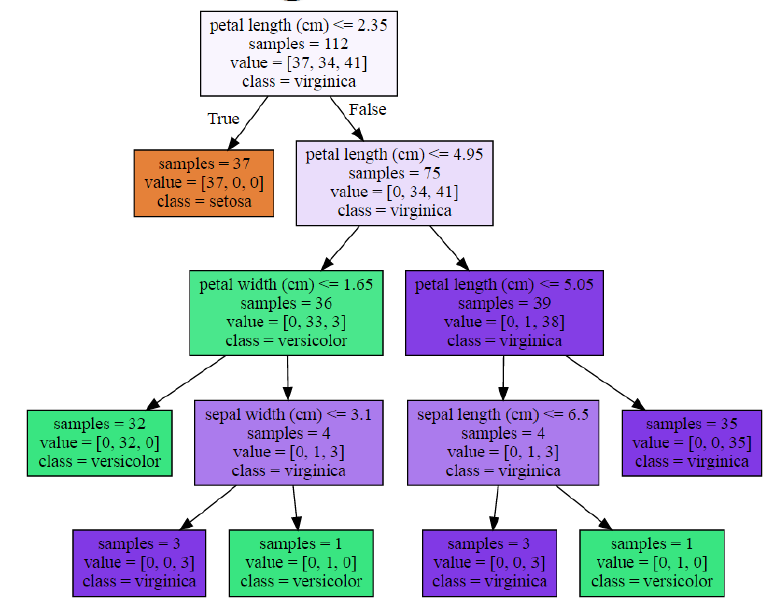 petal length (cm) <= 2.35
samples = 112
value = [37, 34, 41]
class = virginica
True
False
samples = 37
value = [37, 0, 0]
class = setosa
petal length (cm) <= 4.95
samples = 75
value = [0, 34, 41]
class = virginica
petal width (cm) <= 1.65
samples = 36
value = [0, 33, 3]
class = versicolor
petal length (cm) <= 5.05
samples = 39
value = [0, 1, 38]
class = virginica
samples = 32
value = [0, 32, 0]
class = versicolor
sepal width (cm) <= 3.1
samples = 4
value = [0, 1, 3]
class = virginica
sepal length (cm) <= 6.5
samples = 4
value = [0, 1, 3]
class = virginica
samples = 35
value = [0, 0, 35]
class = virginica
samples = 3
value = [0, 0, 3]
class = virginica
samples = 1
value = [0, 1, 0]
class = versicolor
samples = 3
value = [0, 0, 3]
class = virginica
samples = 1
value = [0, 1, 0]
class = versicolor